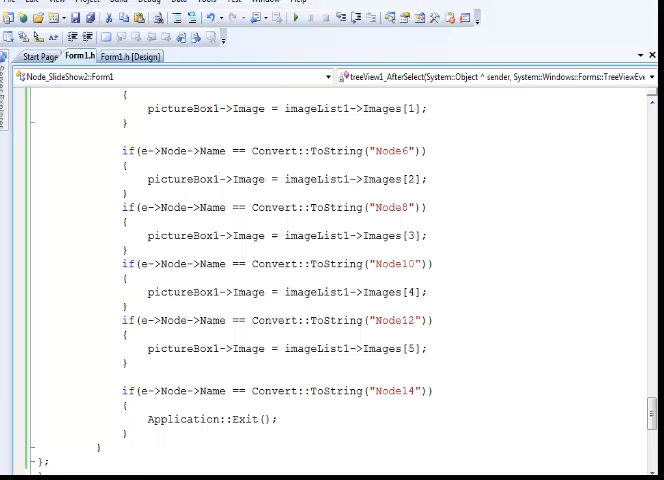 Start Page
Form1.h
Form1.h [Design]
Server Explorer
Node_SlideShow2::Form1
treeView1_AfterSelect(System::Object ^ sender, System::Windows::Forms::TreeViewEve
{
pictureBox1->Image = imageList1->Images[1];
}
if(e->Node->Name == Convert::ToString("Node6"))
{
pictureBox1->Image = imageList1->Images[2];
}
if(e->Node->Name == Convert::ToString("Node8"))
{
pictureBox1->Image = imageList1->Images[3];
}
if(e->Node->Name == Convert::ToString("Node10"))
{
pictureBox1->Image = imageList1->Images[4];
}
if(e->Node->Name == Convert::ToString("Node12"))
{
pictureBox1->Image = imageList1->Images[5];
}
if(e->Node->Name == Convert::ToString("Node14"))
{
Application::Exit();
}
}
};